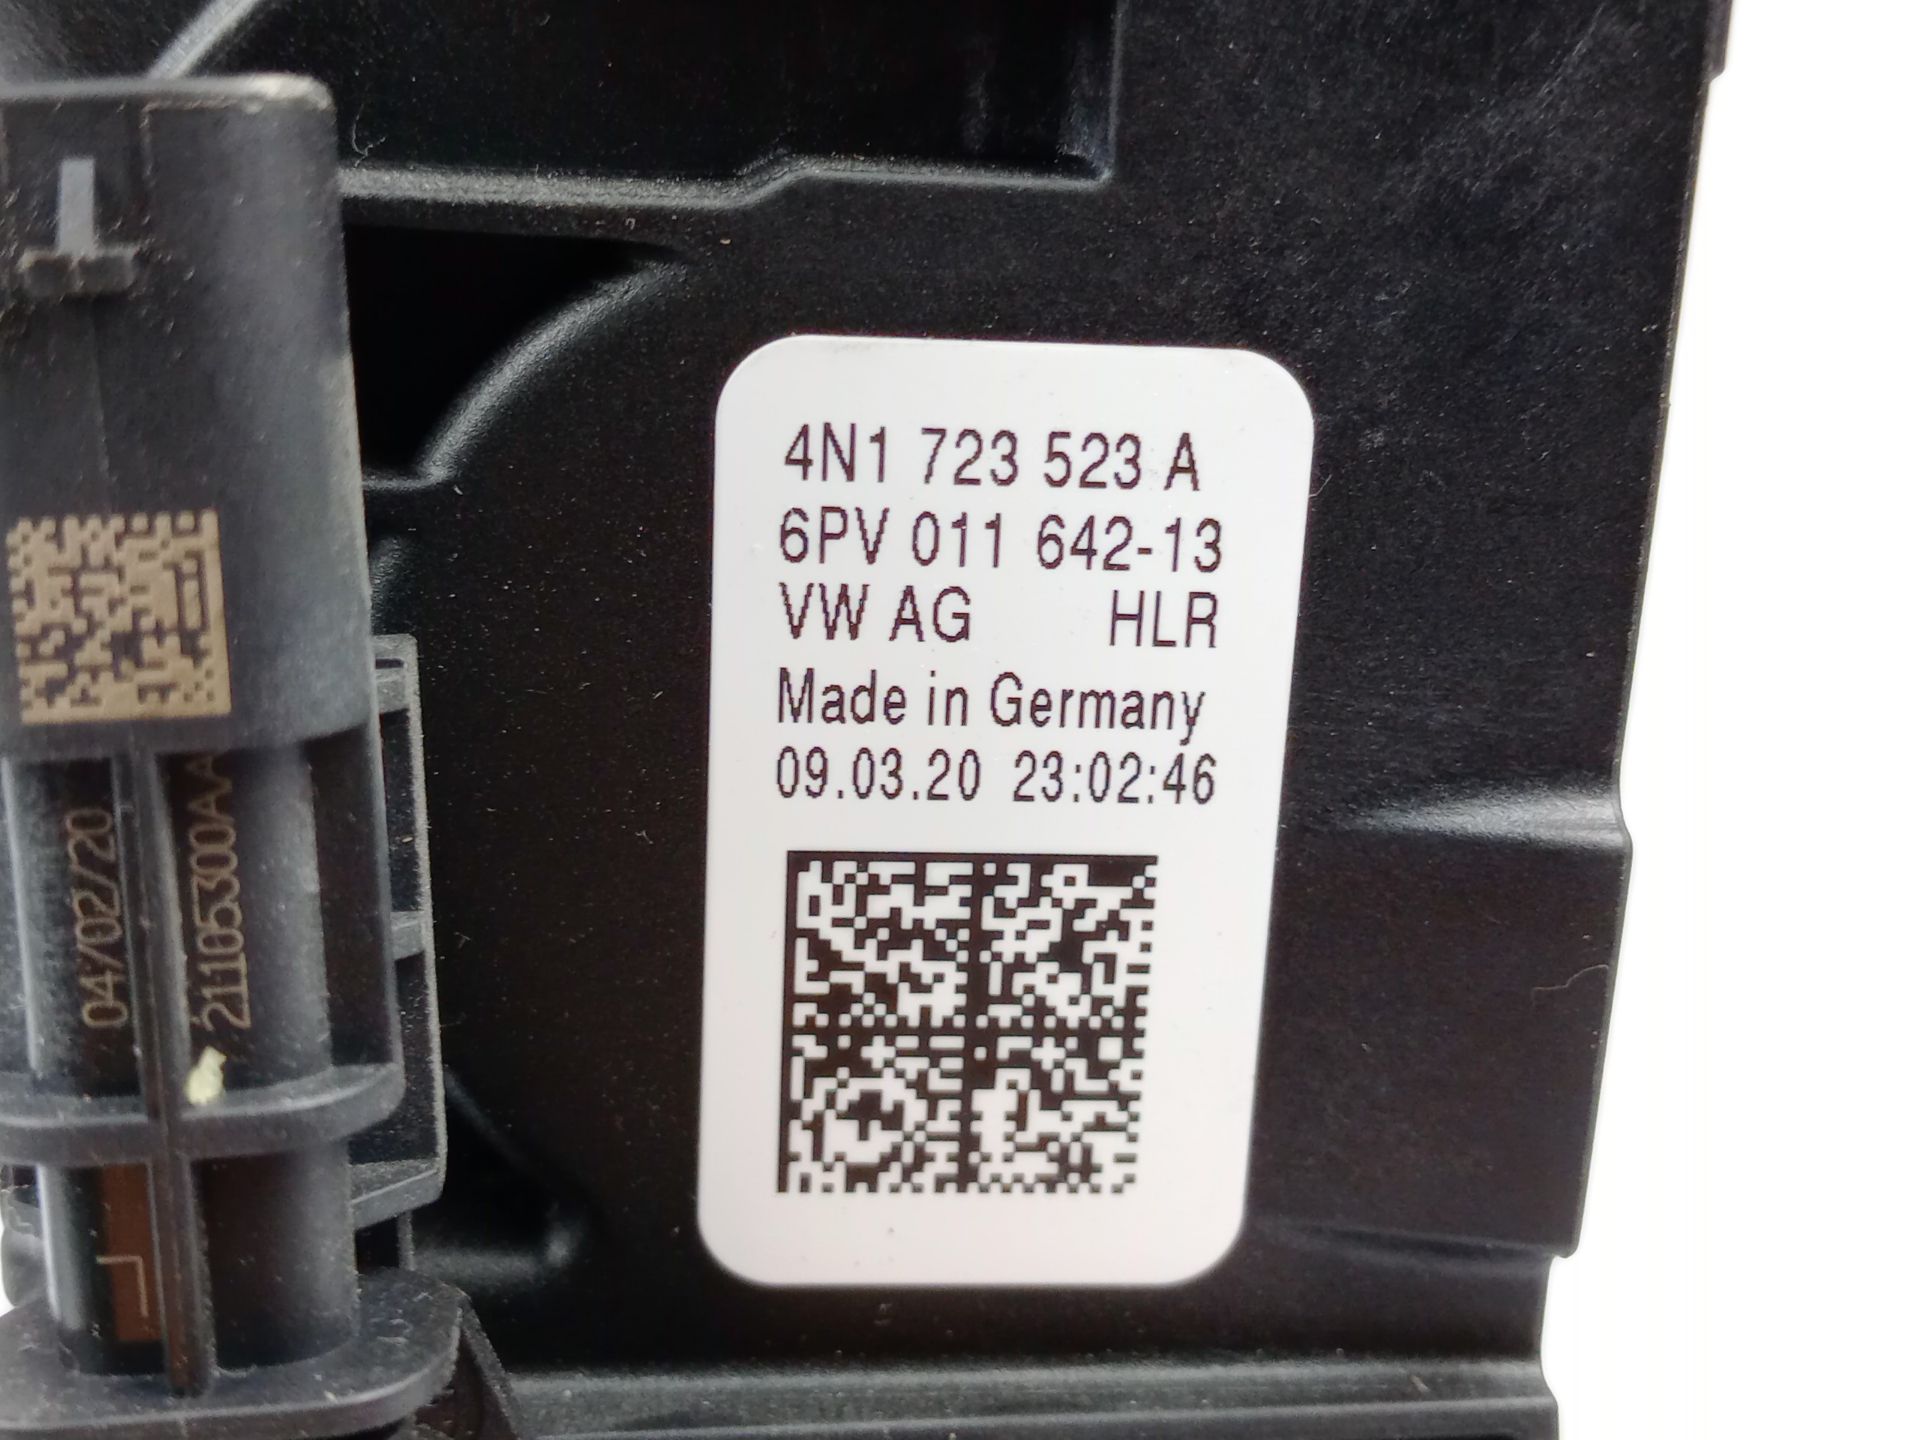 4N1 723 523 A
6PV 011 642-13
VW AG HLR
Made in Germany
09.03.20 23:02:46
04/02/20
21105300AA